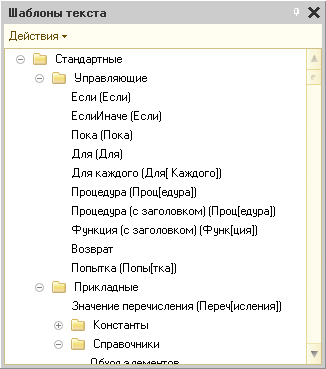 Шаблоны текста
Действия
Стандартные
Управляющие
Если (Если)
ЕслиИначе (Если)
Пока (Пока)
Для (Для)
Для каждого (Для[ Каждого])
Процедура (Проц[едура])
Процедура (с заголовком) (Проц[едура])
Функция (с заголовком) (Функ[ция])
Возврат
Попытка (Попы[тка])
Прикладные
Значение перечисления (Переч[исления])
Константы
Справочники
Обход элементов